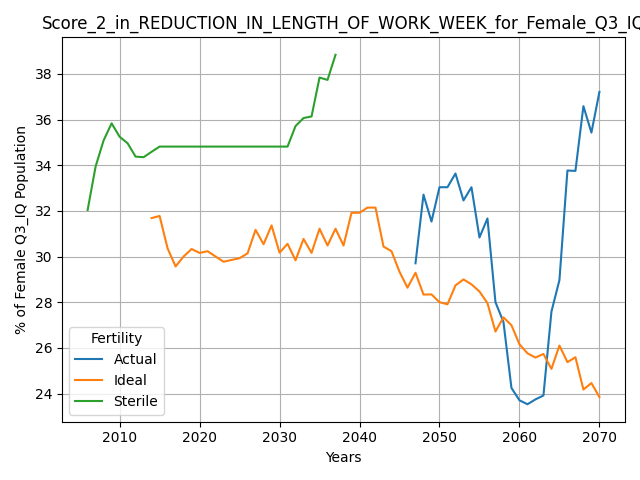 Score_2_in_REDUCTION_IN_LENGTH_OF_WORK_WEEK_for_Female_Q3_IQ
% of Female Q3_IQ Population
38
36
34
32
30
28
26
24
Fertility
Actual
Ideal
Sterile
2010 2020 2030 2040 2050 2060 2070
Years